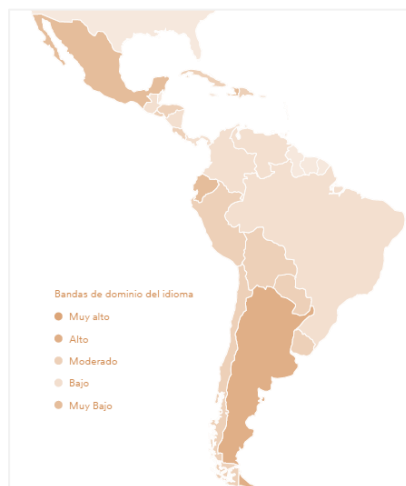 Bandas de dominio del idioma
Muy alto
Alto
Moderado
Bajo
Muy Bajo